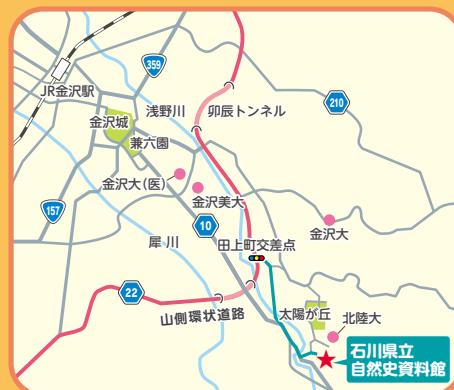 359
JR金沢駅
210
浅野川
卯辰トンネル
金沢城
兼六園
金沢大(医)
金沢美大
157
10
金沢大
犀川
田上町交差点
22
山側環状道路
太陽が丘
北陸大
石川県立
自然史資料館